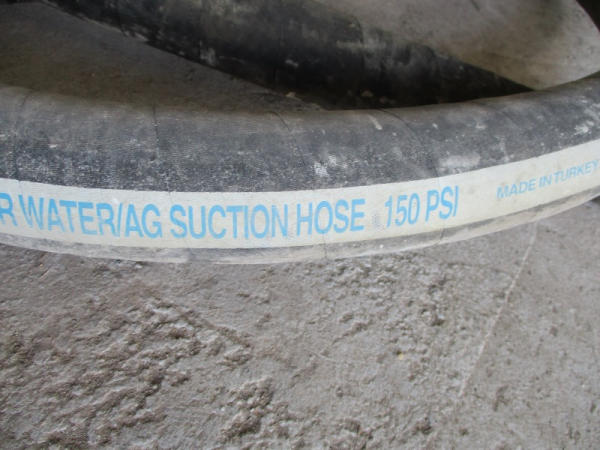 R WATER/AG SUCTION HOSE 150 PSI MADE IN TURKEY